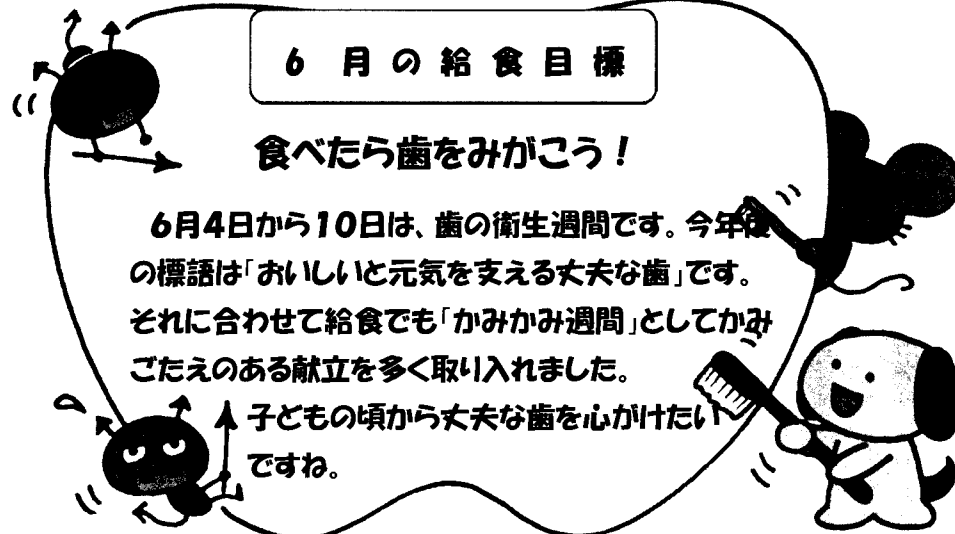 6月の給食目標
食べたら歯をみがこう！
6月4日から10日は、歯の衛生週間です。今年度
の標語は「おいしいと元気を支える丈夫な歯」です。
それに合わせて給食でも「かみかみ週間」としてかみ
ごたえのある献立を多く取り入れました。
子どもの頃から丈夫な歯を心がけたい
ですね。